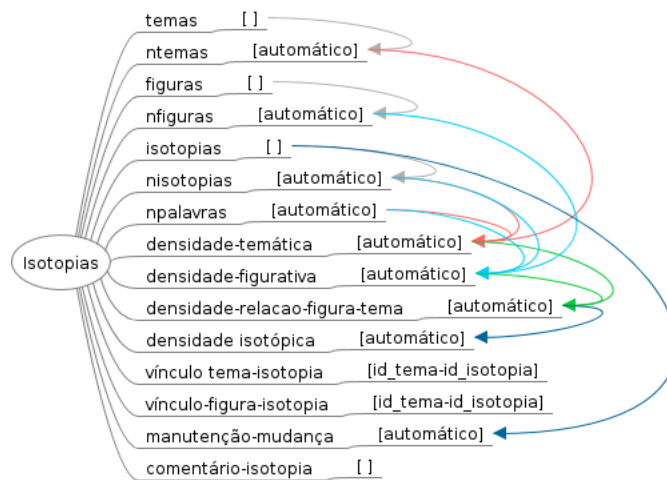 temas [ ]
ntemas [automático]
figuras [ ]
nfiguras [automático]
isotopias [ ]
nisotopias [automático]
npalavras [automático]
densidade-temática [automático]
Isotopias
densidade-figurativa [automático]
densidade-relacao-figura-tema [automático]
densidade isotópica [automático]
vínculo tema-isotopia [id_tema-id_isotopia]
vínculo-figura-isotopia [id_tema-id_isotopia]
manutenção-mudança [automático]
comentário-isotopia [ ]